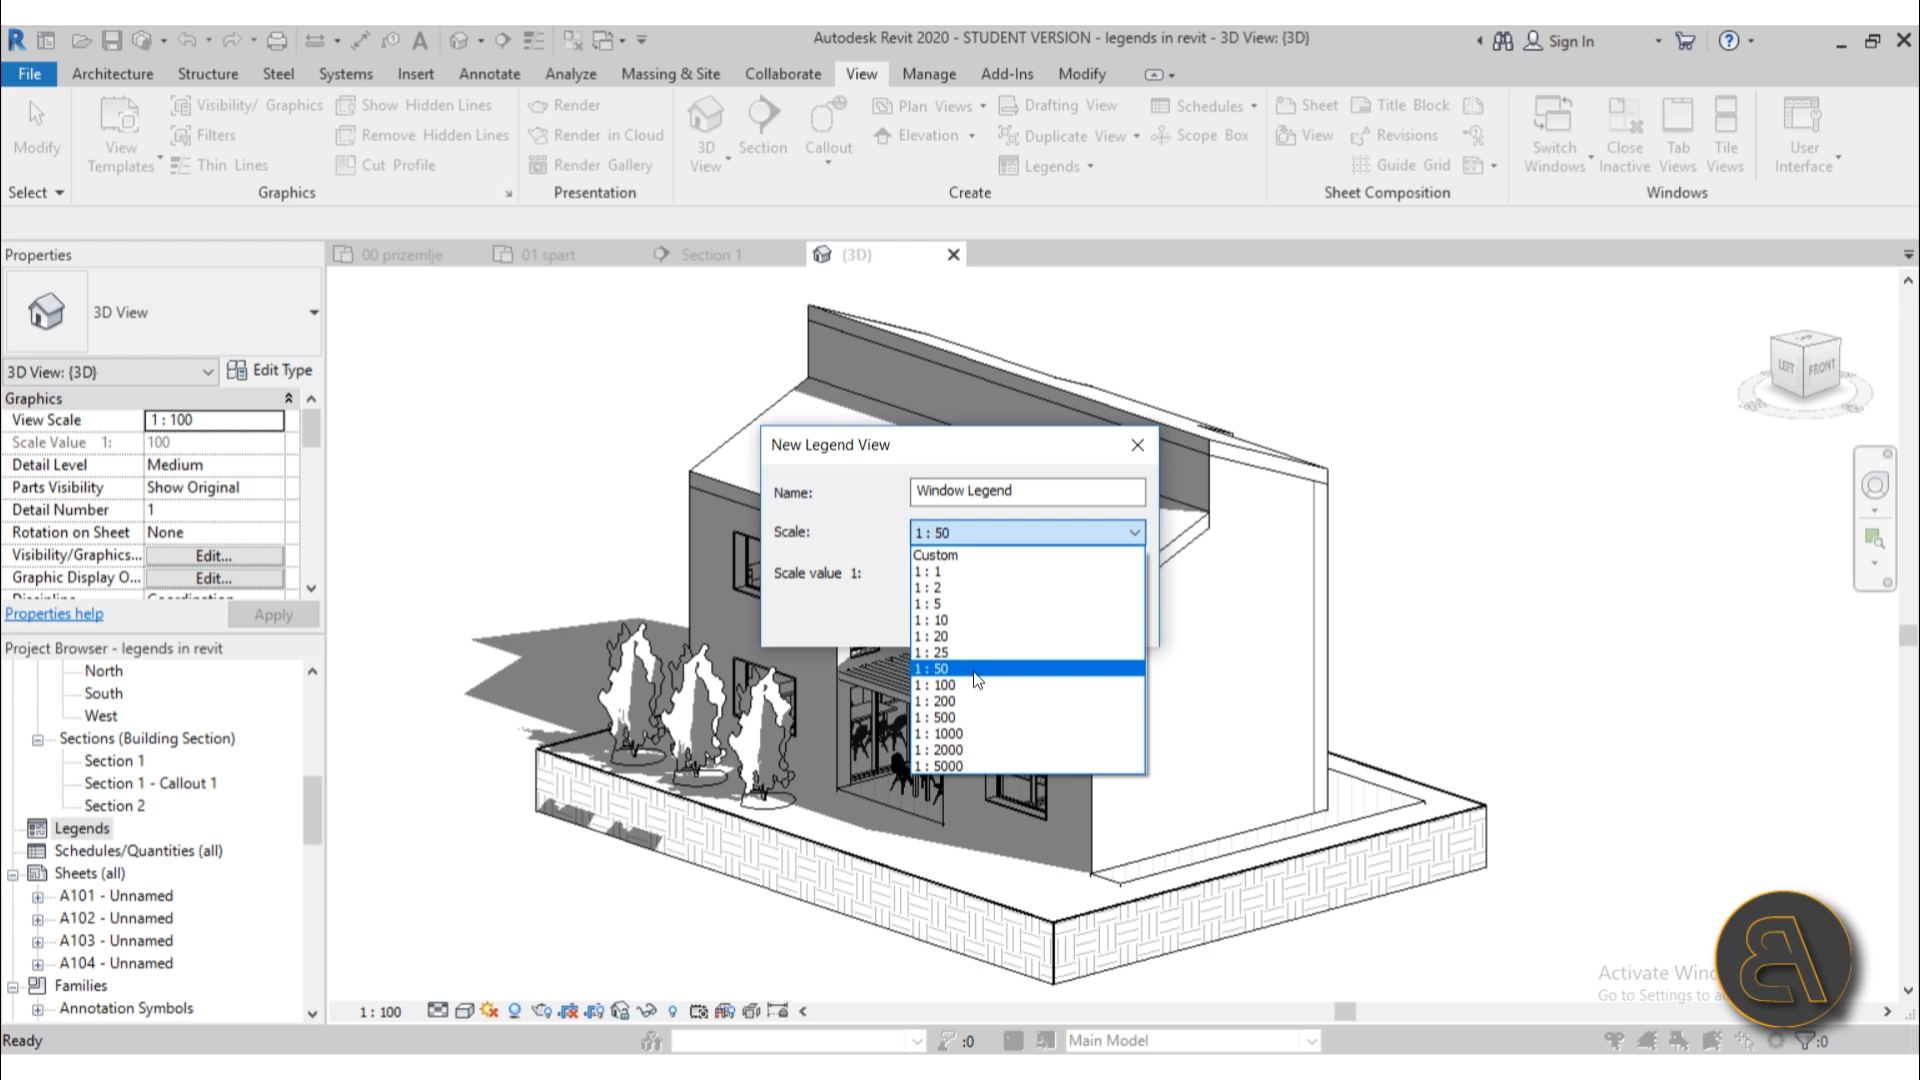 Autodesk Revit 2020 - STUDENT VERSION - legends in revit - 3D View: {3D}
Sign In
File Architecture Structure Steel Systems Insert Annotate Analyze Massing & Site Collaborate View Manage Add-Ins Modify
Modify
View Templates
Visibility/ Graphics
Filters
Thin Lines
Show Hidden Lines
Remove Hidden Lines
Cut Profile
Render
Render in Cloud
Render Gallery
3D View
Section
Callout
Plan Views
Elevation
Drafting View
Duplicate View
Legends
Schedules
Scope Box
Sheet
View
Title Block
Revisions
Guide Grid
Switch Windows
Close Inactive
Tab Views
Tile Views
User Interface
Select Graphics Presentation Create Sheet Composition Windows
Properties
00 prizemlje 01 sprat Section 1 {3D}
3D View
3D View: {3D} Edit Type
Graphics
View Scale 1 : 100
Scale Value 1: 100
Detail Level Medium
Parts Visibility Show Original
Detail Number 1
Rotation on Sheet None
Visibility/Graphics... Edit...
Graphic Display O... Edit...
Properties help Apply
Project Browser - legends in revit
North
South
West
Sections (Building Section)
Section 1
Section 1 - Callout 1
Section 2
Legends
Schedules/Quantities (all)
Sheets (all)
A101 - Unnamed
A102 - Unnamed
A103 - Unnamed
A104 - Unnamed
Families
Annotation Symbols
New Legend View
Name: Window Legend
Scale: 1 : 50
Scale value 1:
Custom
1 : 1
1 : 2
1 : 5
1 : 10
1 : 20
1 : 25
1 : 50
1 : 100
1 : 200
1 : 500
1 : 1000
1 : 2000
1 : 5000
LEFT FRONT
Activate Wind
Go to Settings to a
1 : 100
Ready :0 Main Model :0